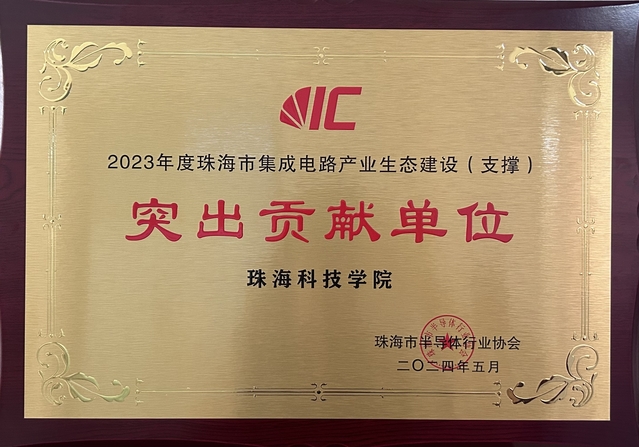 IC
2023年度珠海市集成电路产业生态建设（支撑）
突出贡献单位
珠海科技学院
珠海市半导体行业协会
二〇二四年五月